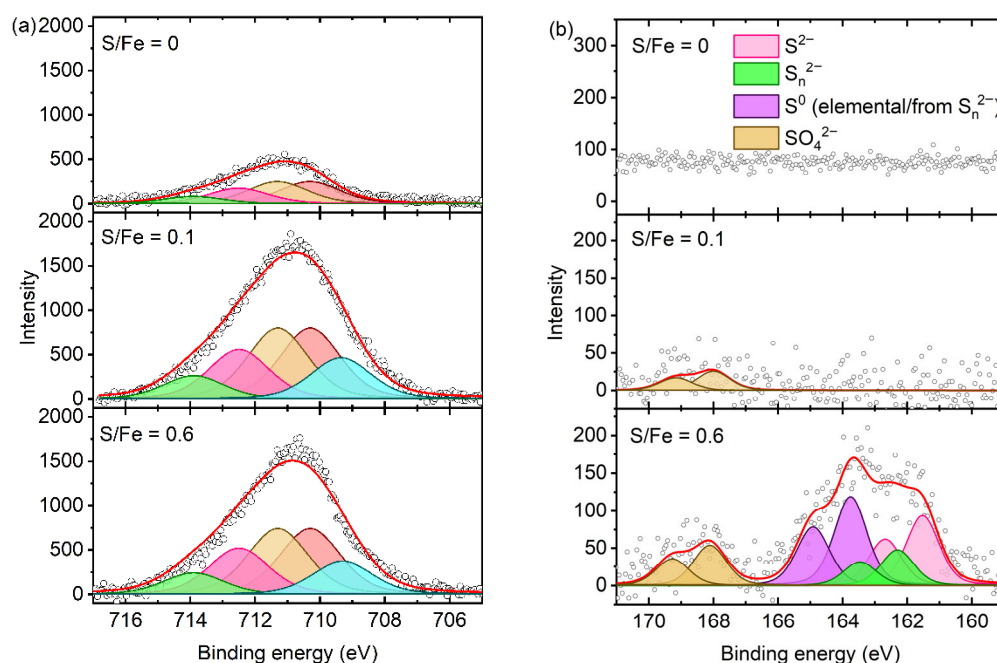 (a)
S/Fe = 0
2000
1500
1000
500
0
S/Fe = 0.1
2000
1500
1000
500
0
S/Fe = 0.6
2000
1500
1000
500
0
Intensity
716 714 712 710 708 706
Binding energy (eV)
(b)
S/Fe = 0
300
200
100
0
S²⁻
Sₙ²⁻
S⁰ (elemental/from Sₙ²⁻)
SO₄²⁻
S/Fe = 0.1
200
150
100
50
0
S/Fe = 0.6
200
150
100
50
0
Intensity
170 168 166 164 162 160
Binding energy (eV)